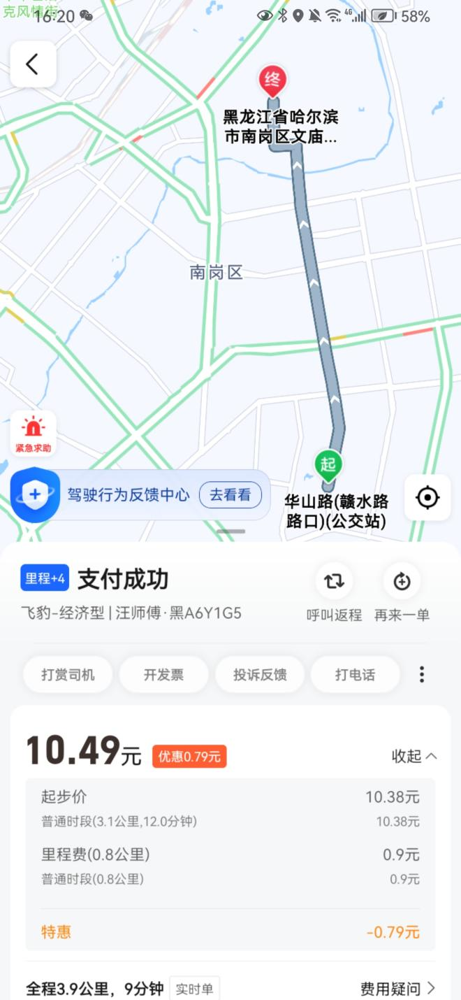 克风情街
16:20
4G
58%
终
黑龙江省哈尔滨
市南岗区文庙...
南岗区
紧急求助
起
驾驶行为反馈中心
去看看
华山路(赣水路
路口)(公交站)
里程+4 支付成功
飞豹-经济型|汪师傅·黑A6Y1G5
呼叫返程 再来一单
打赏司机 开发票 投诉反馈 打电话
10.49元 优惠0.79元 收起
起步价 10.38元
普通时段(3.1公里,12.0分钟) 10.38元
里程费(0.8公里) 0.9元
普通时段(0.8公里) 0.9元
特惠 -0.79元
全程3.9公里，9分钟 实时单 费用疑问